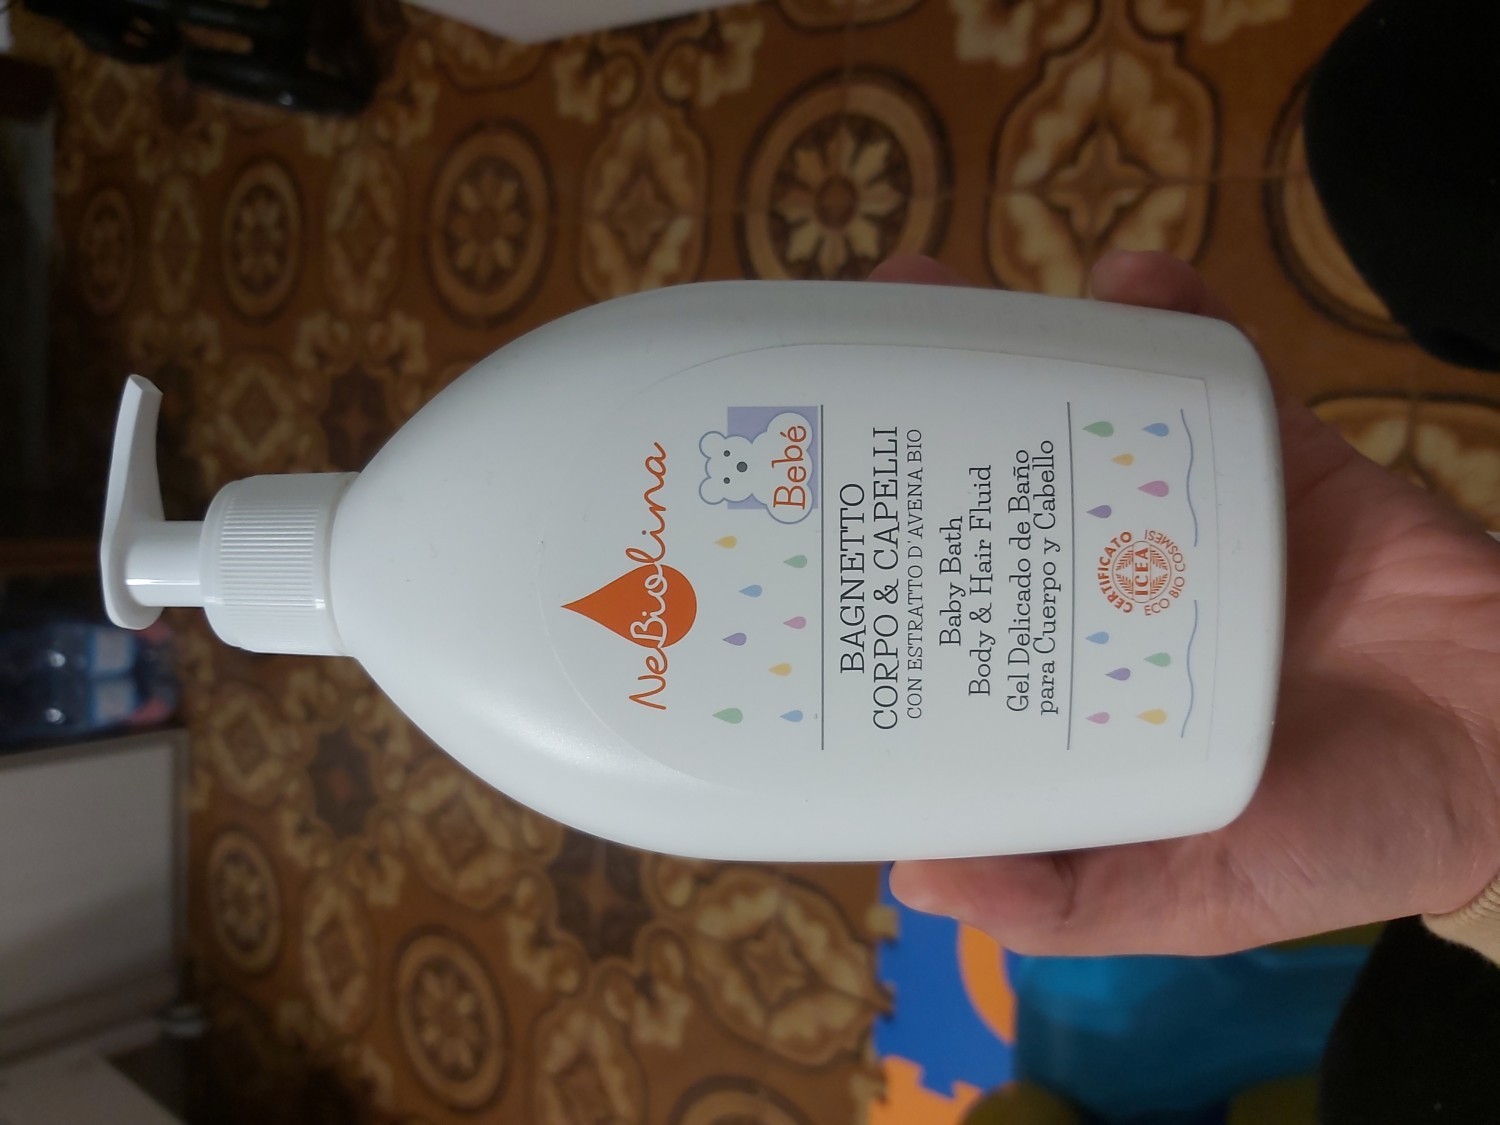 NeBiolina
Bebé
BAGNETTO
CORPO & CAPELLI
CON ESTRATTO D'AVENA BIO
Baby Bath
Body & Hair Fluid
Gel Delicado de Baño
para Cuerpo y Cabello
CERTIFICATO
ICEA
ECO BIO COSMESI